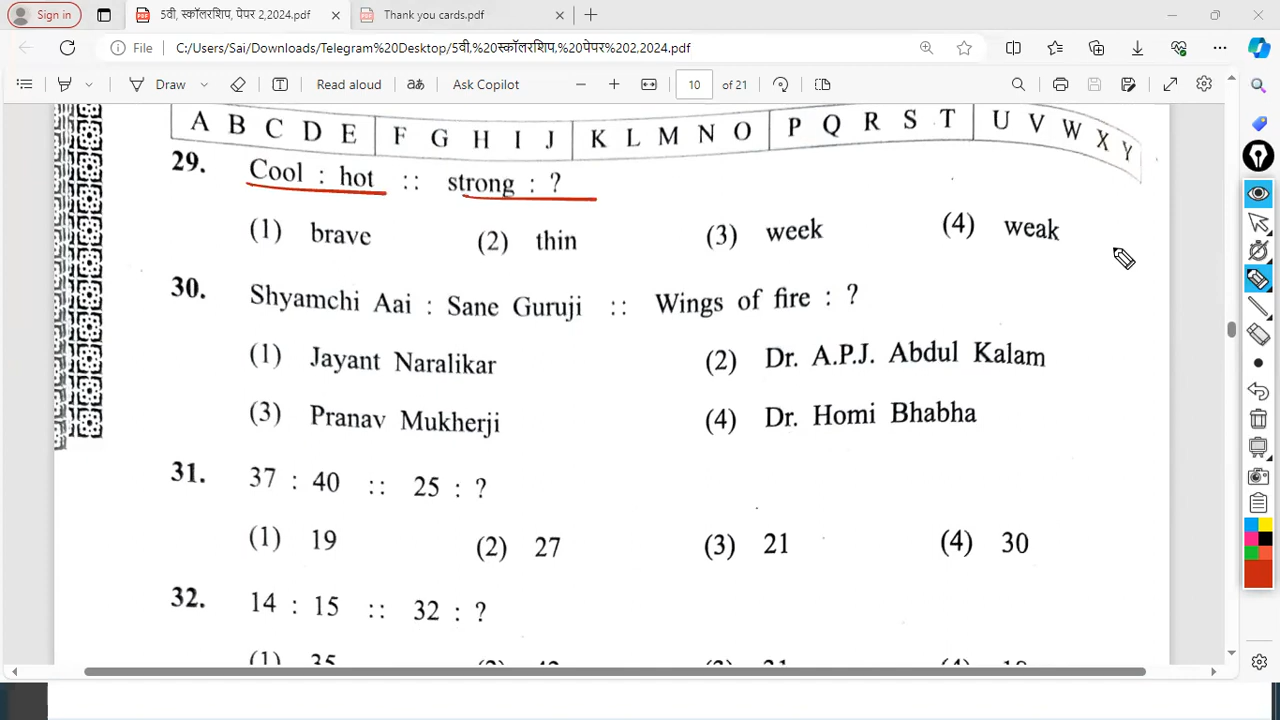 Sign in
5वी, स्कॉलरशिप, पेपर 2,2024.pdf
Thank you cards.pdf
File C:/Users/Sai/Downloads/Telegram%20Desktop/5वी,%20स्कॉलरशिप,%20पेपर%202,2024.pdf
Draw Read aloud aあ Ask Copilot 10 of 21
A B C D E F G H I J K L M N O P Q R S T U V W X Y
29. Cool : hot :: strong : ?
(1) brave (2) thin (3) week (4) weak
30. Shyamchi Aai : Sane Guruji :: Wings of fire : ?
(1) Jayant Naralikar (2) Dr. A.P.J. Abdul Kalam
(3) Pranav Mukherji (4) Dr. Homi Bhabha
31. 37 : 40 :: 25 : ?
(1) 19 (2) 27 (3) 21 (4) 30
32. 14 : 15 :: 32 : ?
(1) 35